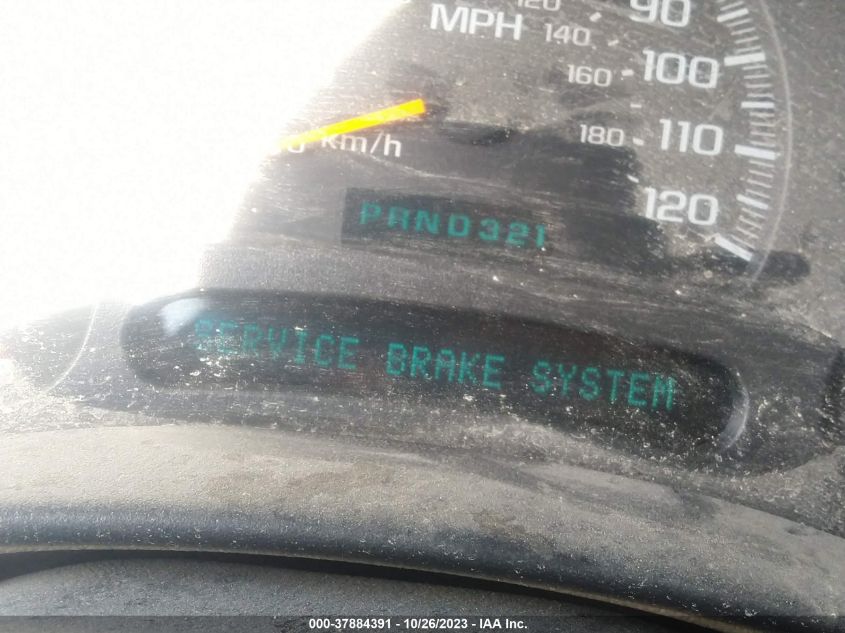 120
90
MPH
140
100
160
km/h
180
110
120
PRND321
SERVICE BRAKE SYSTEM
000-37884391 - 10/26/2023 - IAA Inc.